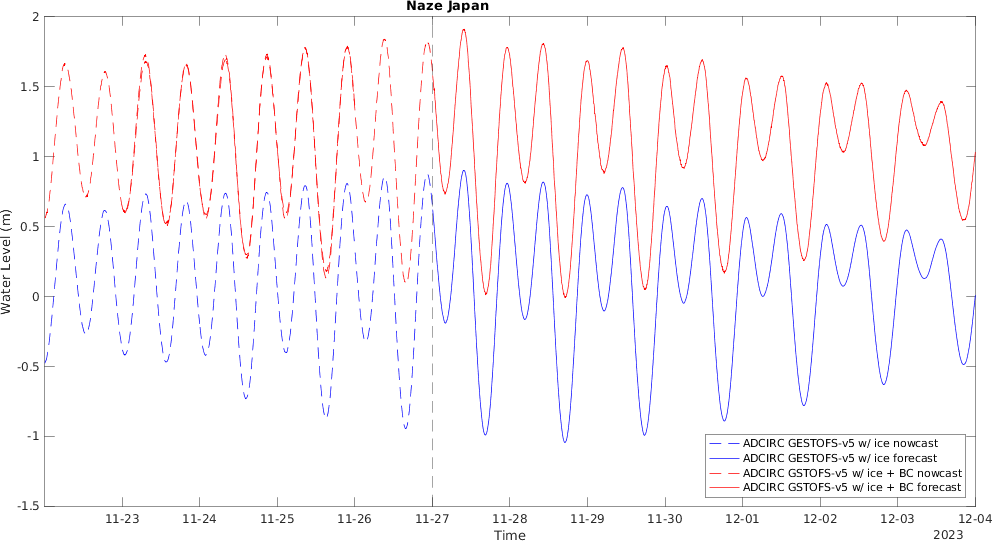 Naze Japan
2
1.5
1
0.5
0
-0.5
-1
-1.5
Water Level (m)
ADCIRC GESTOFS-v5 w/ ice nowcast
ADCIRC GESTOFS-v5 w/ ice forecast
ADCIRC GSTOFS-v5 w/ ice + BC nowcast
ADCIRC GSTOFS-v5 w/ ice + BC forecast
11-23 11-24 11-25 11-26 11-27 11-28 11-29 11-30 12-01 12-02 12-03 12-04
Time
2023